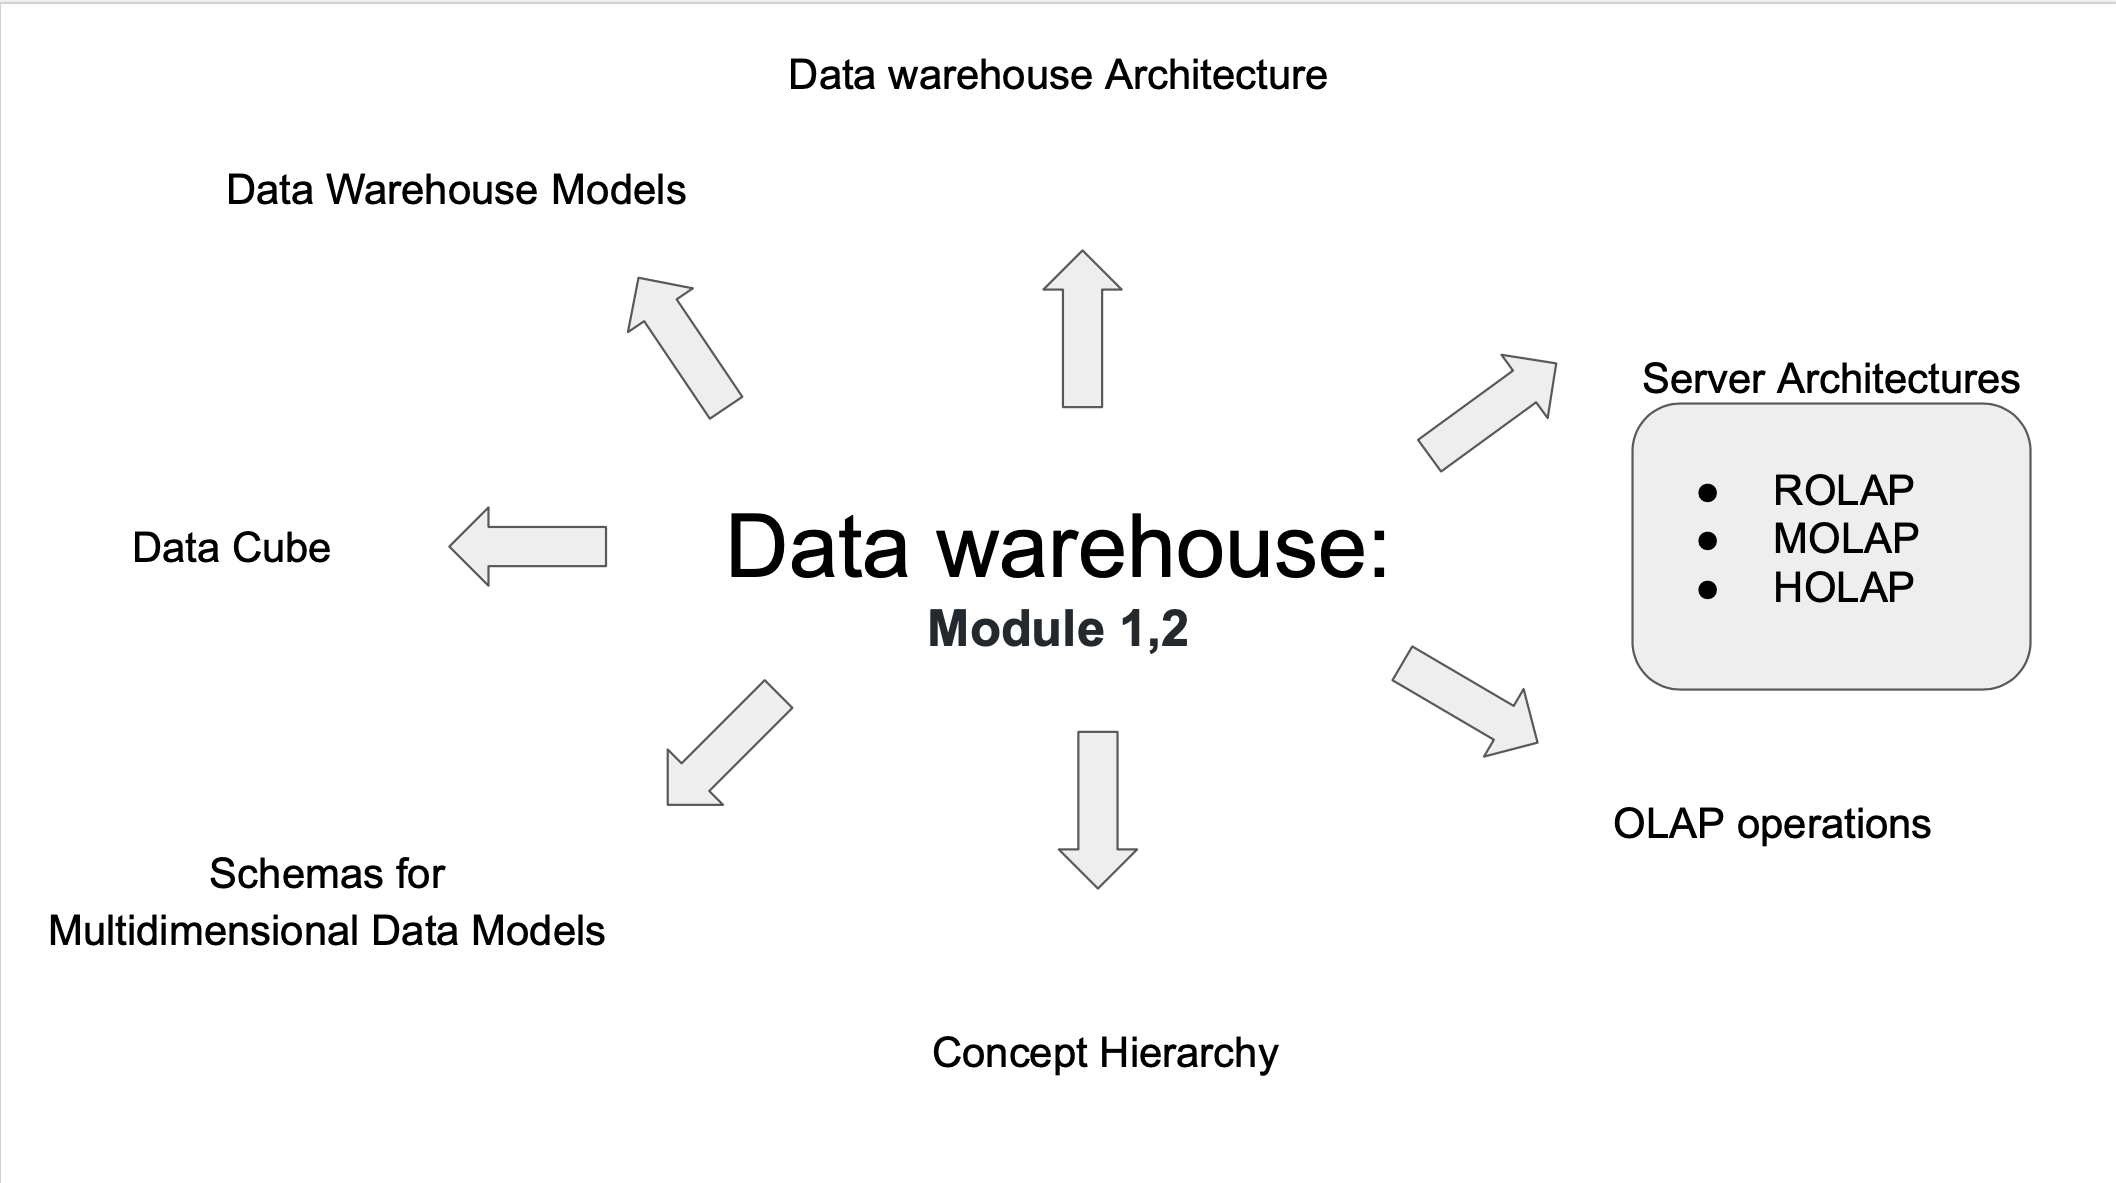 Data warehouse Architecture
Data Warehouse Models
Server Architectures
● ROLAP
● MOLAP
● HOLAP
Data Cube
Data warehouse:
Module 1,2
OLAP operations
Schemas for
Multidimensional Data Models
Concept Hierarchy